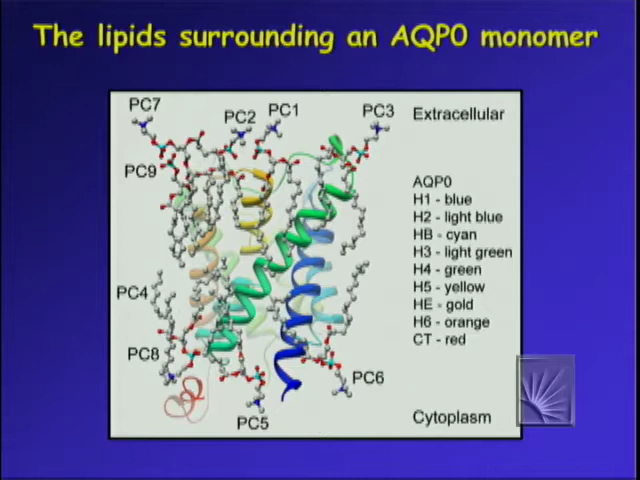 The lipids surrounding an AQP0 monomer
PC7
PC2
PC1
PC3
Extracellular
PC9
AQP0
H1 - blue
H2 - light blue
HB - cyan
H3 - light green
H4 - green
H5 - yellow
HE - gold
H6 - orange
CT - red
PC4
PC8
PC6
PC5
Cytoplasm